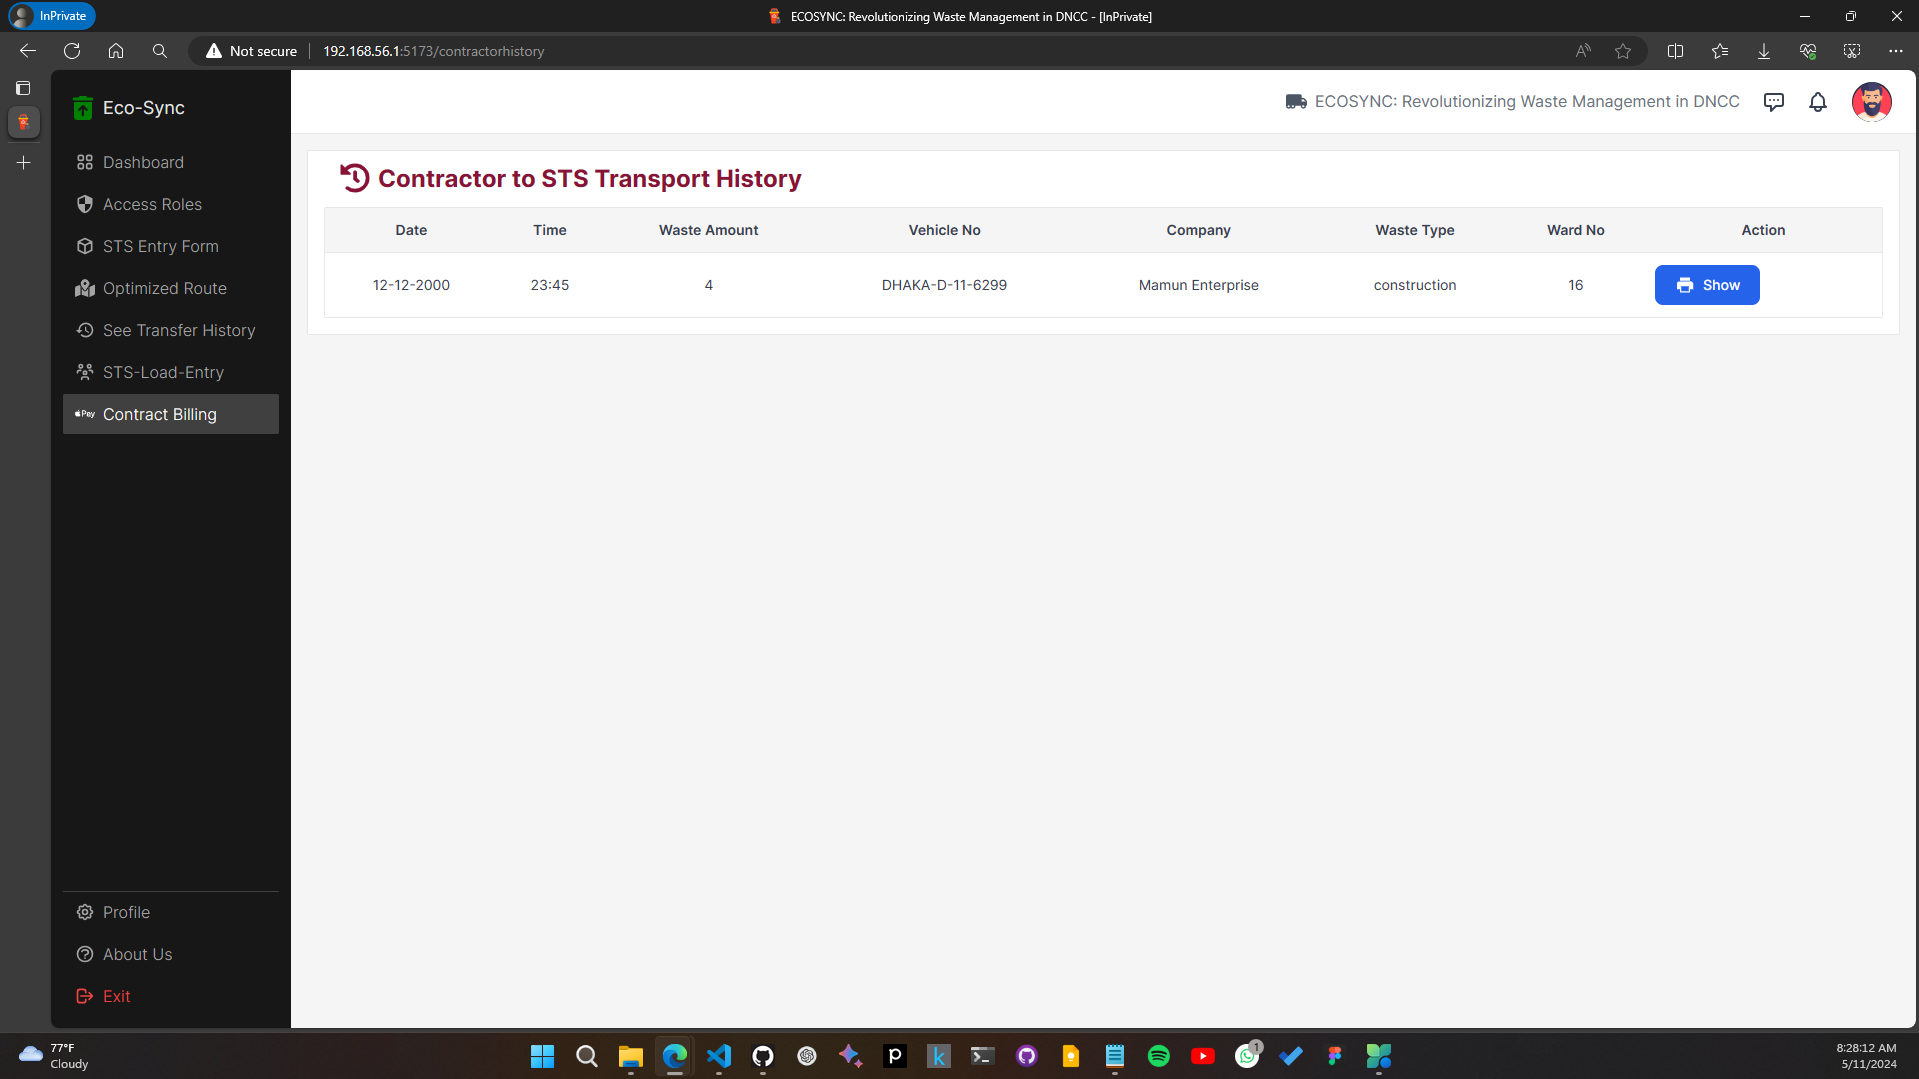 InPrivate
ECOSYNC: Revolutionizing Waste Management in DNCC - [InPrivate]
Not secure
192.168.56.1:5173/contractorhistory
Eco-Sync
ECOSYNC: Revolutionizing Waste Management in DNCC
Dashboard
Access Roles
STS Entry Form
Optimized Route
See Transfer History
STS-Load-Entry
Pay Contract Billing
Contractor to STS Transport History
Date Time Waste Amount Vehicle No Company Waste Type Ward No Action
12-12-2000 23:45 4 DHAKA-D-11-6299 Mamun Enterprise construction 16 Show
Profile
About Us
Exit
77°F
Cloudy
1
8:28:12 AM
5/11/2024